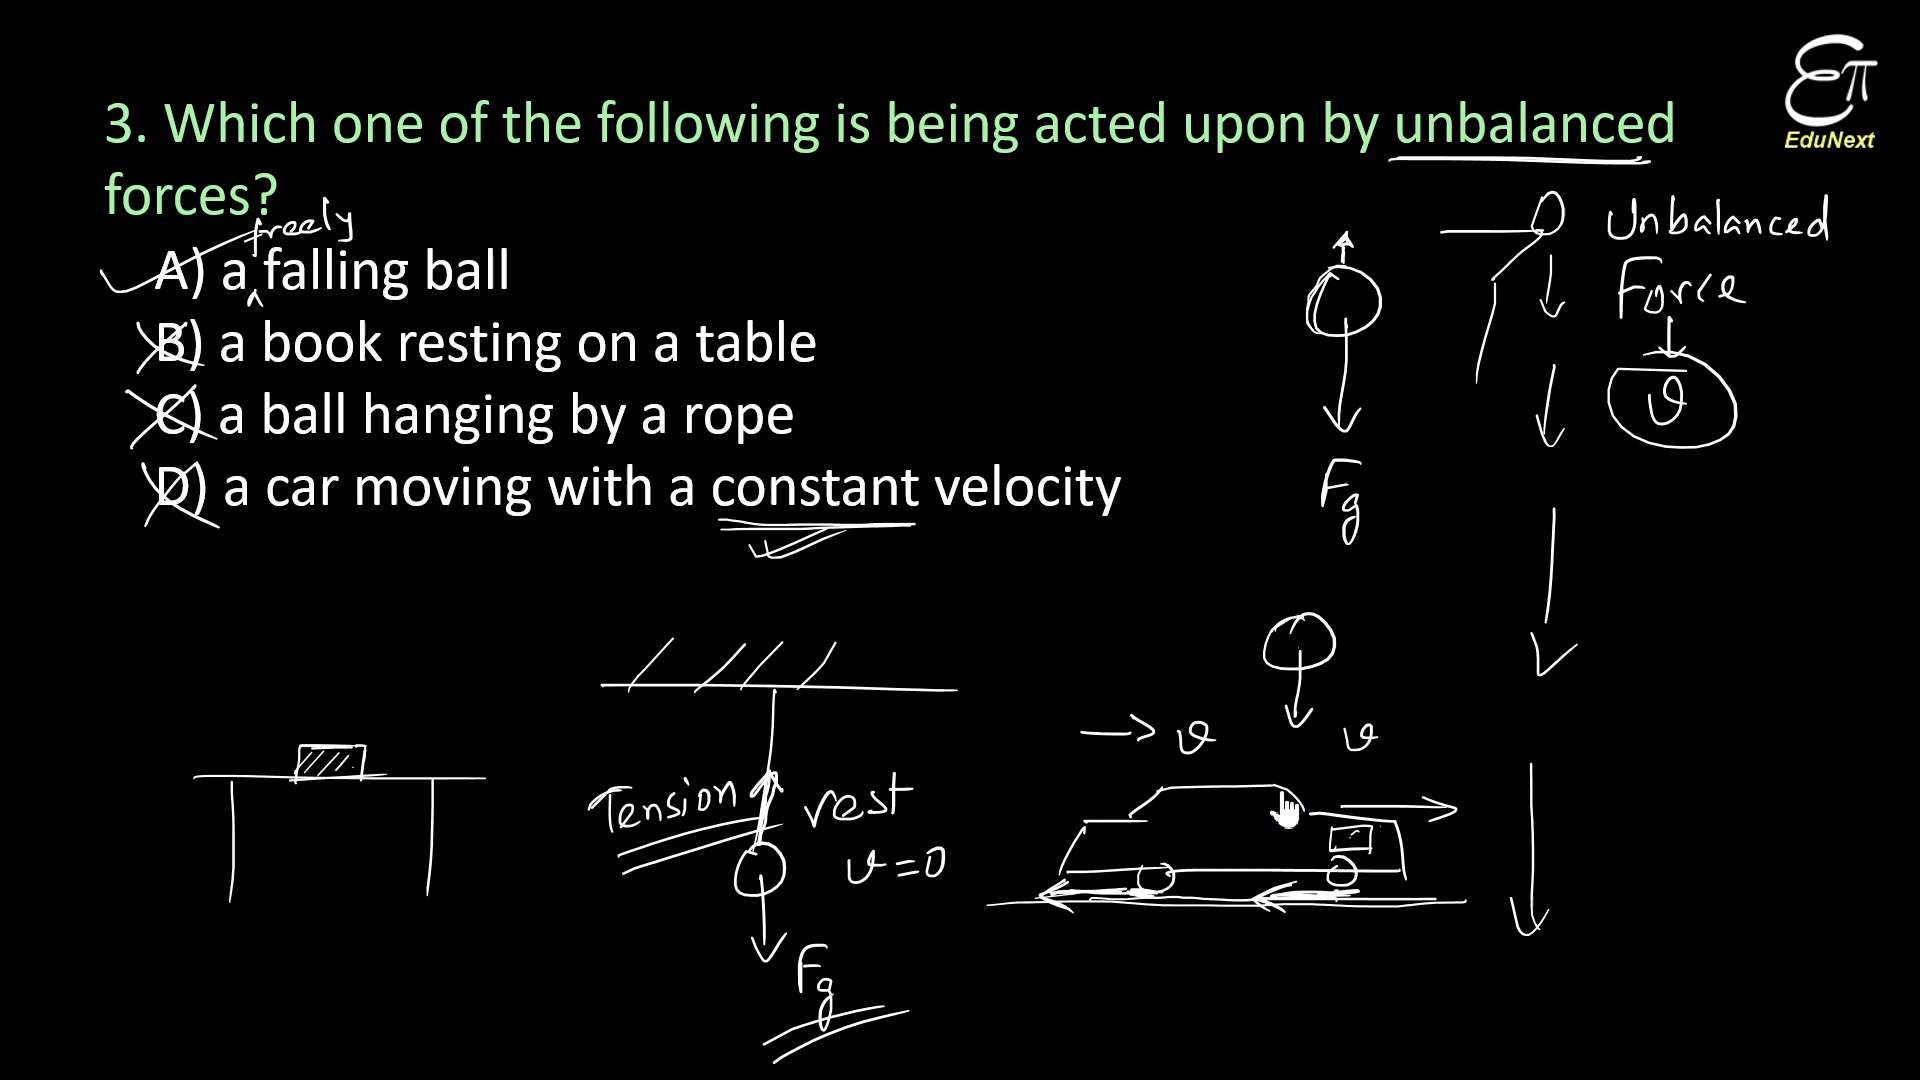 επ
EduNext
3. Which one of the following is being acted upon by unbalanced
forces?
freely
A) a ^ falling ball
B) a book resting on a table
C) a ball hanging by a rope
D) a car moving with a constant velocity
Unbalanced
Force
v
Fg
v
v
Tension
rest
v=0
Fg